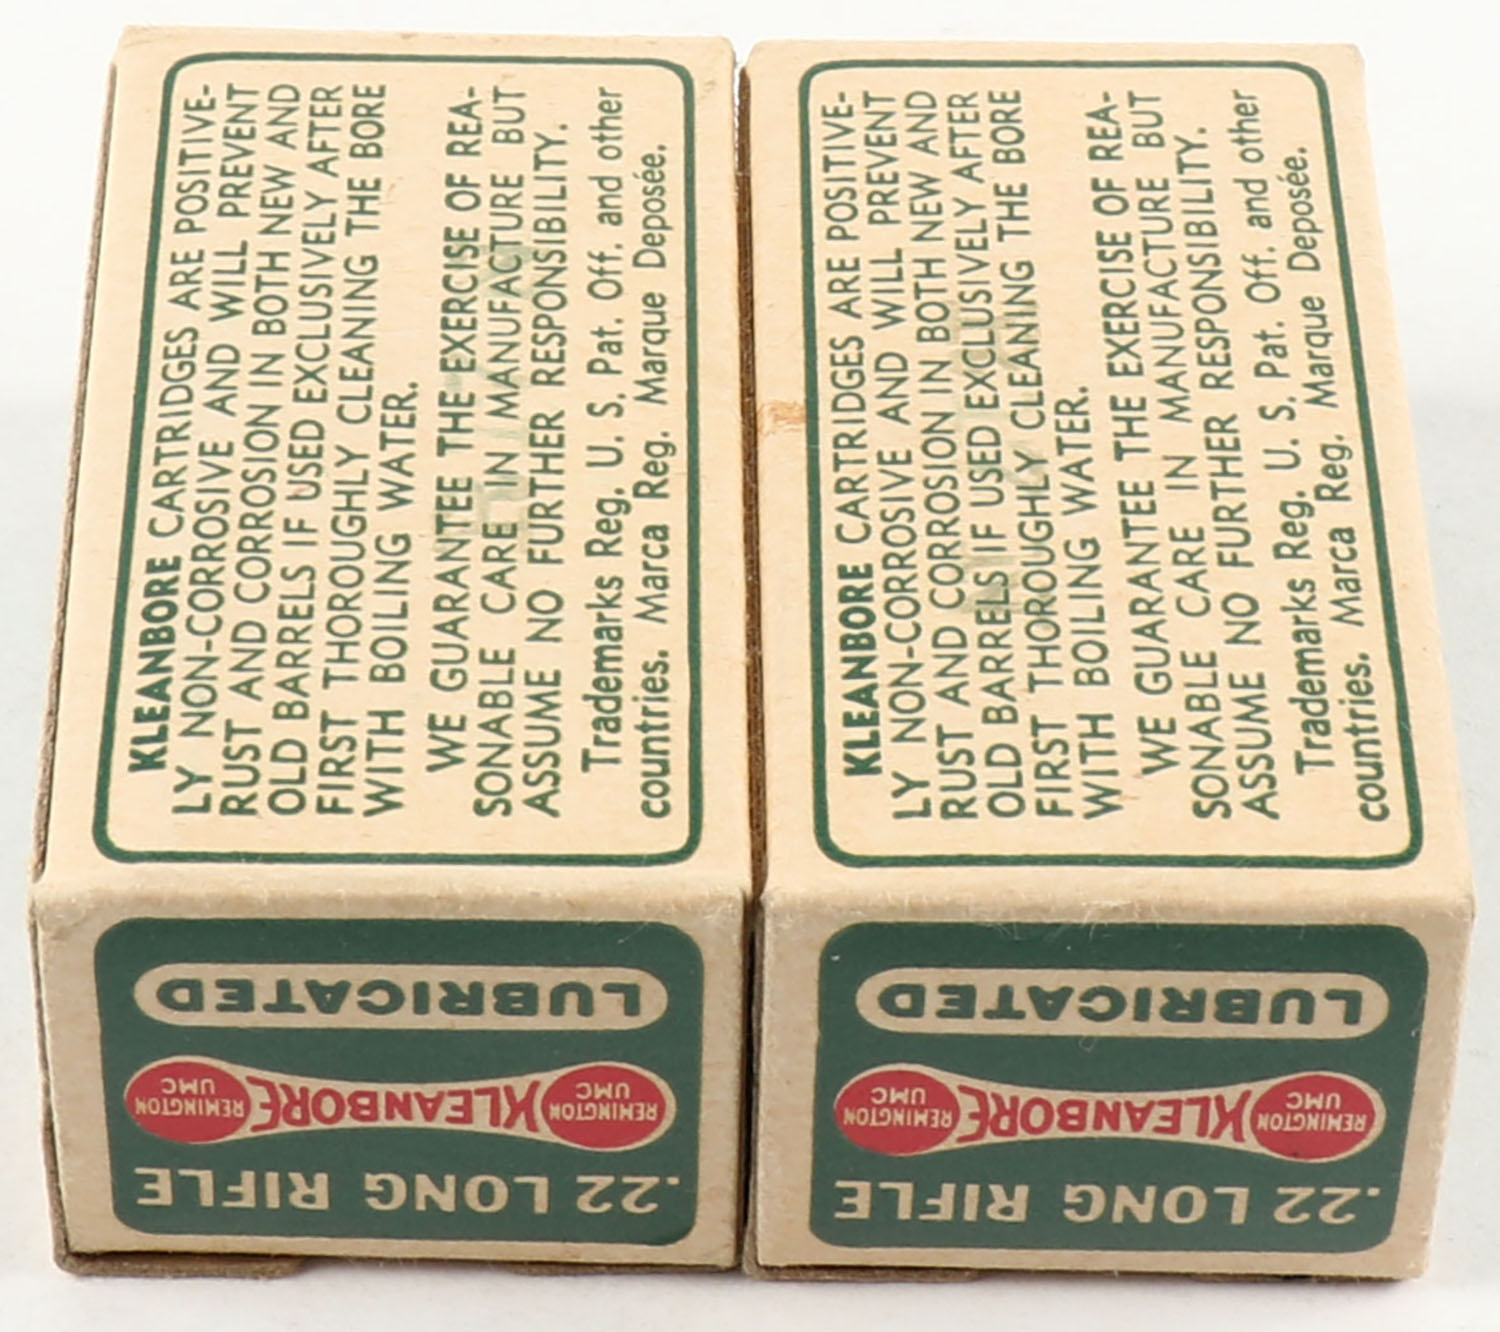 KLEANBORE CARTRIDGES ARE POSITIVE-
LY NON-CORROSIVE AND WILL PREVENT
RUST AND CORROSION IN BOTH NEW AND
OLD BARRELS IF USED EXCLUSIVELY AFTER
FIRST THOROUGHLY CLEANING THE BORE
WITH BOILING WATER.
WE GUARANTEE THE EXERCISE OF REA-
SONABLE CARE IN MANUFACTURE BUT
ASSUME NO FURTHER RESPONSIBILITY.
Trademarks Reg. U. S. Pat. Off. and other
countries. Marca Reg. Marque Deposée.
.22 LONG RIFLE
REMINGTON UMC KLEANBORE REMINGTON UMC
LUBRICATED
KLEANBORE CARTRIDGES ARE POSITIVE-
LY NON-CORROSIVE AND WILL PREVENT
RUST AND CORROSION IN BOTH NEW AND
OLD BARRELS IF USED EXCLUSIVELY AFTER
FIRST THOROUGHLY CLEANING THE BORE
WITH BOILING WATER.
WE GUARANTEE THE EXERCISE OF REA-
SONABLE CARE IN MANUFACTURE BUT
ASSUME NO FURTHER RESPONSIBILITY.
Trademarks Reg. U. S. Pat. Off. and other
countries. Marca Reg. Marque Deposée.
.22 LONG RIFLE
REMINGTON UMC KLEANBORE REMINGTON UMC
LUBRICATED